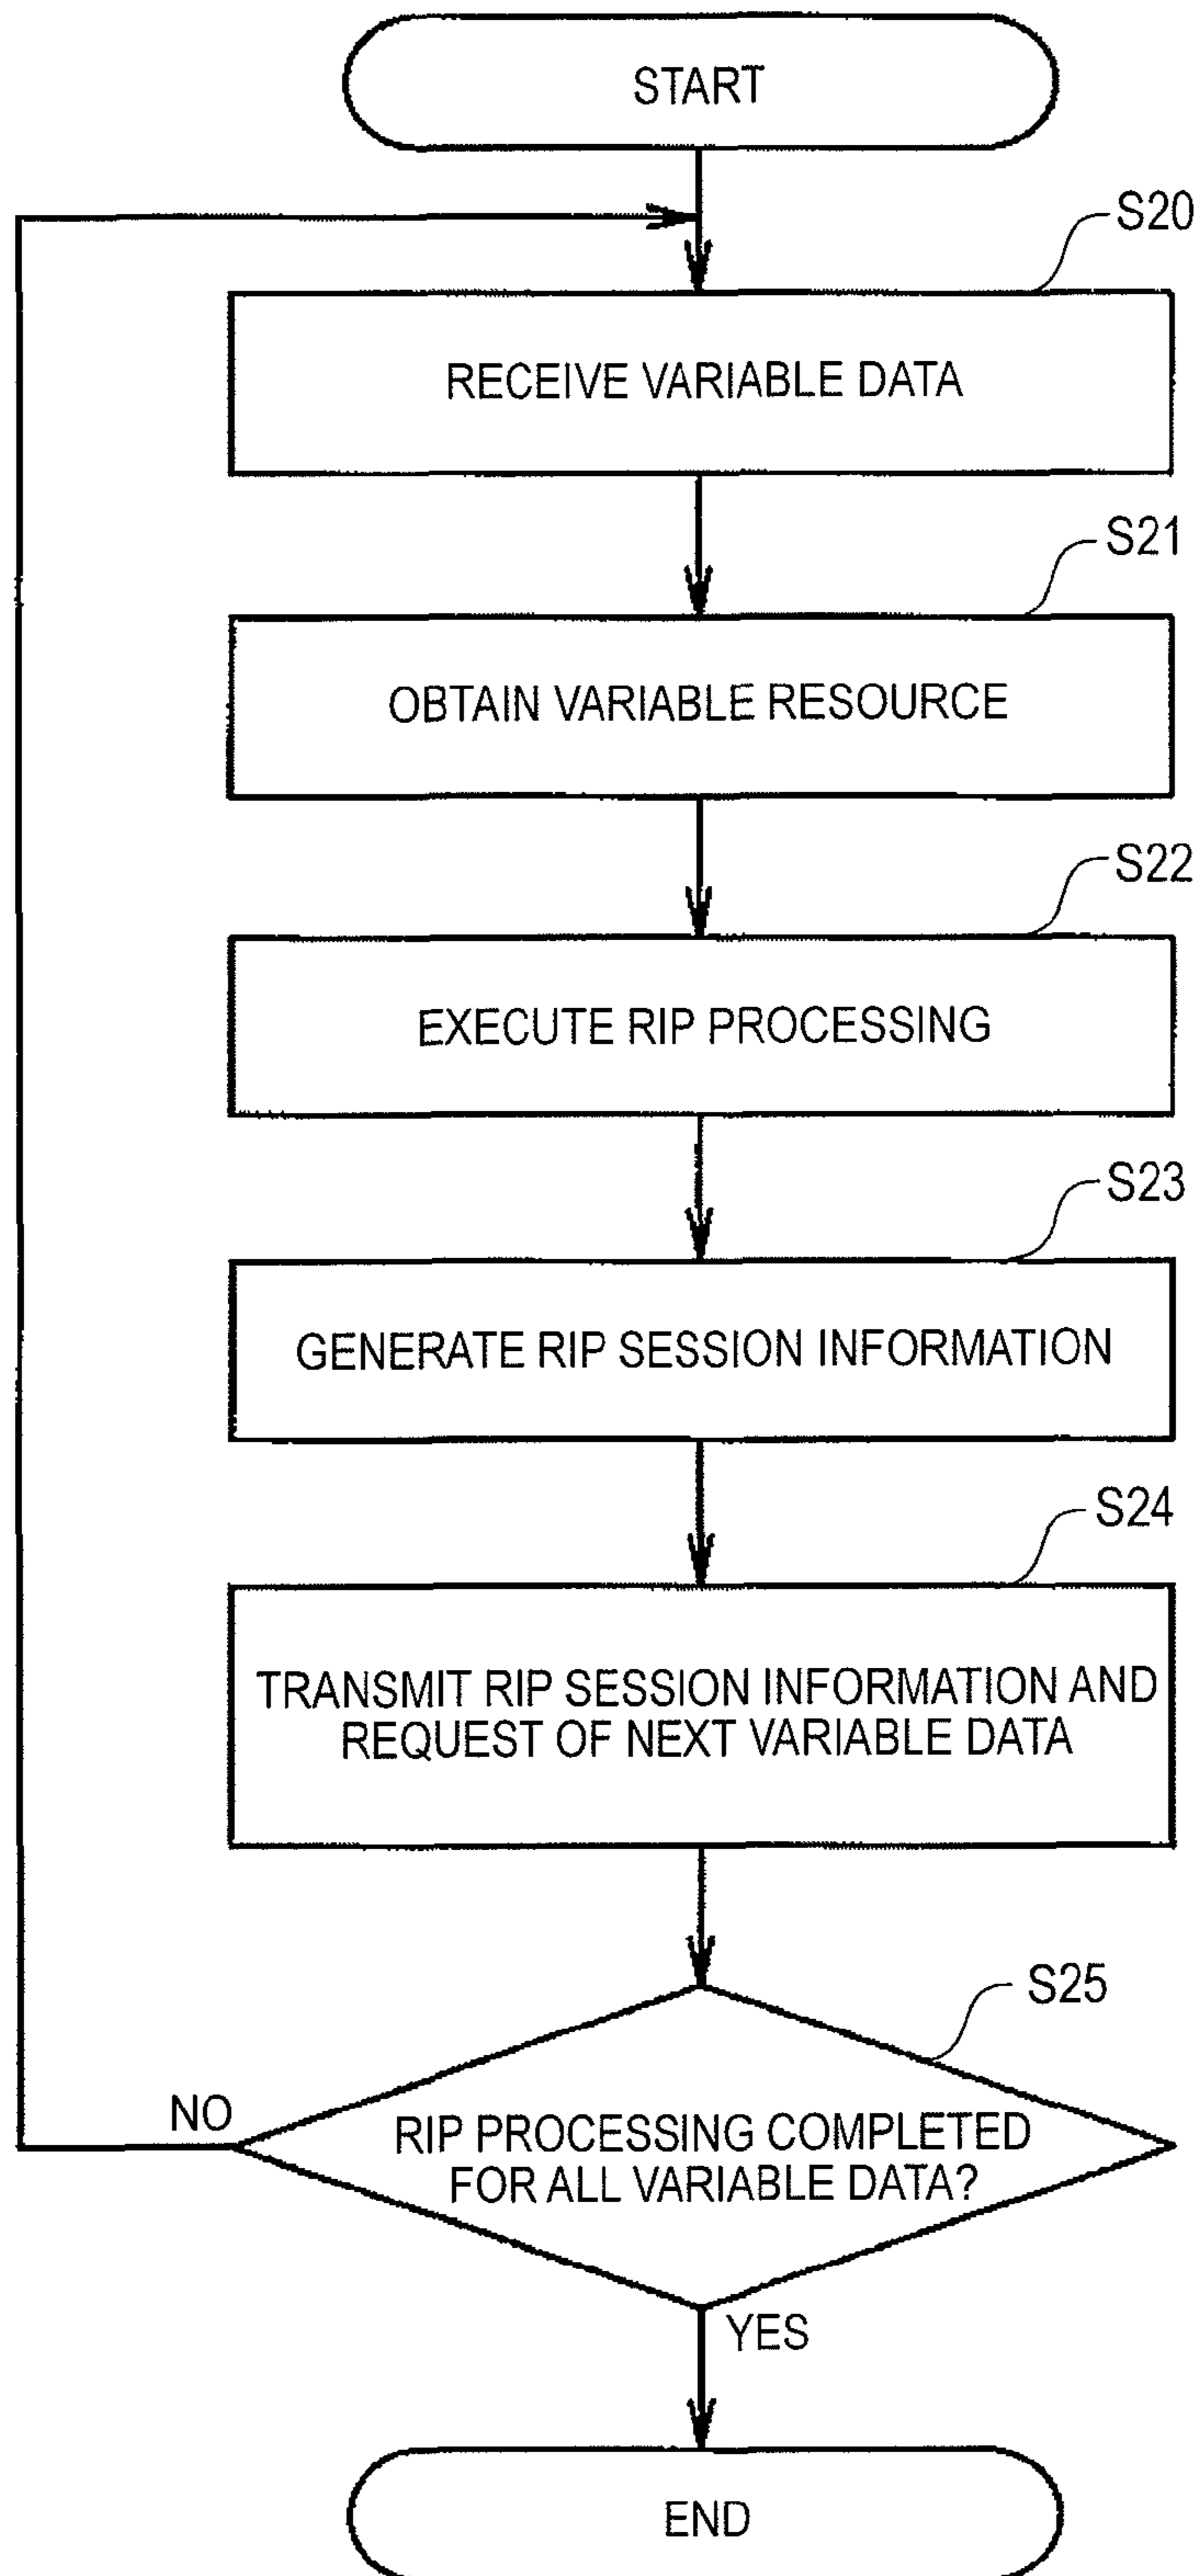 START
S20
RECEIVE VARIABLE DATA
S21
OBTAIN VARIABLE RESOURCE
S22
EXECUTE RIP PROCESSING
S23
GENERATE RIP SESSION INFORMATION
S24
TRANSMIT RIP SESSION INFORMATION AND
REQUEST OF NEXT VARIABLE DATA
S25
NO
RIP PROCESSING COMPLETED
FOR ALL VARIABLE DATA?
YES
END